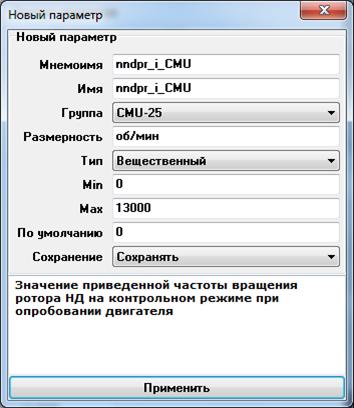 Новый параметр
Новый параметр
Мнемоимя nndpr_i_CMU
Имя nndpr_i_CMU
Группа CMU-25
Размерность об/мин
Тип Вещественный
Min 0
Max 13000
По умолчанию 0
Сохранение Сохранять
Значение приведенной частоты вращения
ротора НД на контрольном режиме при
опробовании двигателя
Применить